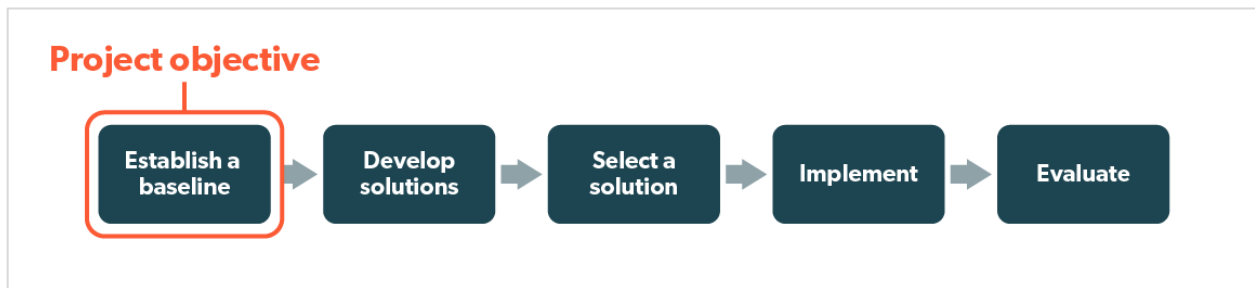 Project objective
Establish a
baseline
Develop
solutions
Select a
solution
Implement
Evaluate